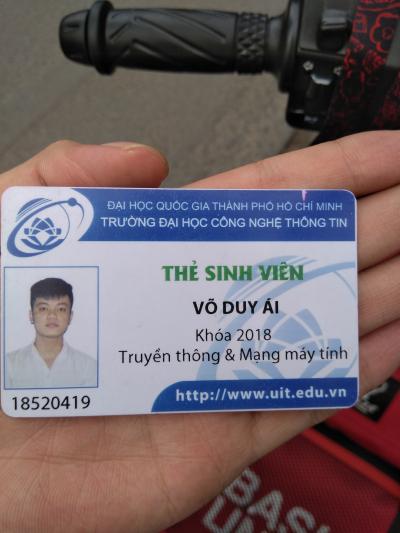 ĐẠI HỌC QUỐC GIA THÀNH PHỐ HỒ CHÍ MINH
TRƯỜNG ĐẠI HỌC CÔNG NGHỆ THÔNG TIN
THẺ SINH VIÊN
VÕ DUY ÁI
Khóa 2018
Truyền thông & Mạng máy tính
18520419
http://www.uit.edu.vn